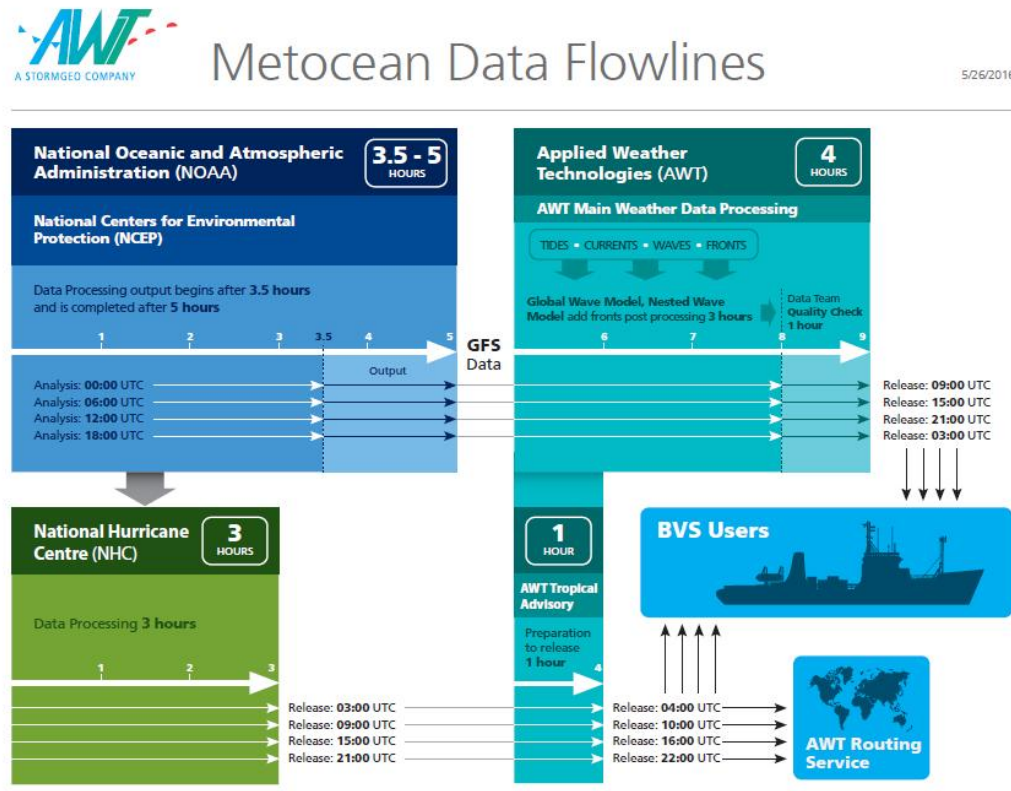 AWT
A STORMGEO COMPANY
Metocean Data Flowlines
5/26/2016
National Oceanic and Atmospheric
Administration (NOAA)
3.5 - 5
HOURS
National Centers for Environmental
Protection (NCEP)
Data Processing output begins after 3.5 hours
and is completed after 5 hours
1 2 3 3.5 4 5
Output
Analysis: 00:00 UTC
Analysis: 06:00 UTC
Analysis: 12:00 UTC
Analysis: 18:00 UTC
GFS
Data
Applied Weather
Technologies (AWT)
4
HOURS
AWT Main Weather Data Processing
TIDES • CURRENTS • WAVES • FRONTS
Global Wave Model, Nested Wave
Model add fronts post processing 3 hours
Data Team
Quality Check
1 hour
6 7 8 9
Release: 09:00 UTC
Release: 15:00 UTC
Release: 21:00 UTC
Release: 03:00 UTC
National Hurricane
Centre (NHC)
3
HOURS
Data Processing 3 hours
1 2 3
Release: 03:00 UTC
Release: 09:00 UTC
Release: 15:00 UTC
Release: 21:00 UTC
1
HOUR
AWT Tropical
Advisory
Preparation
to release
1 hour
4
Release: 04:00 UTC
Release: 10:00 UTC
Release: 16:00 UTC
Release: 22:00 UTC
BVS Users
AWT Routing
Service